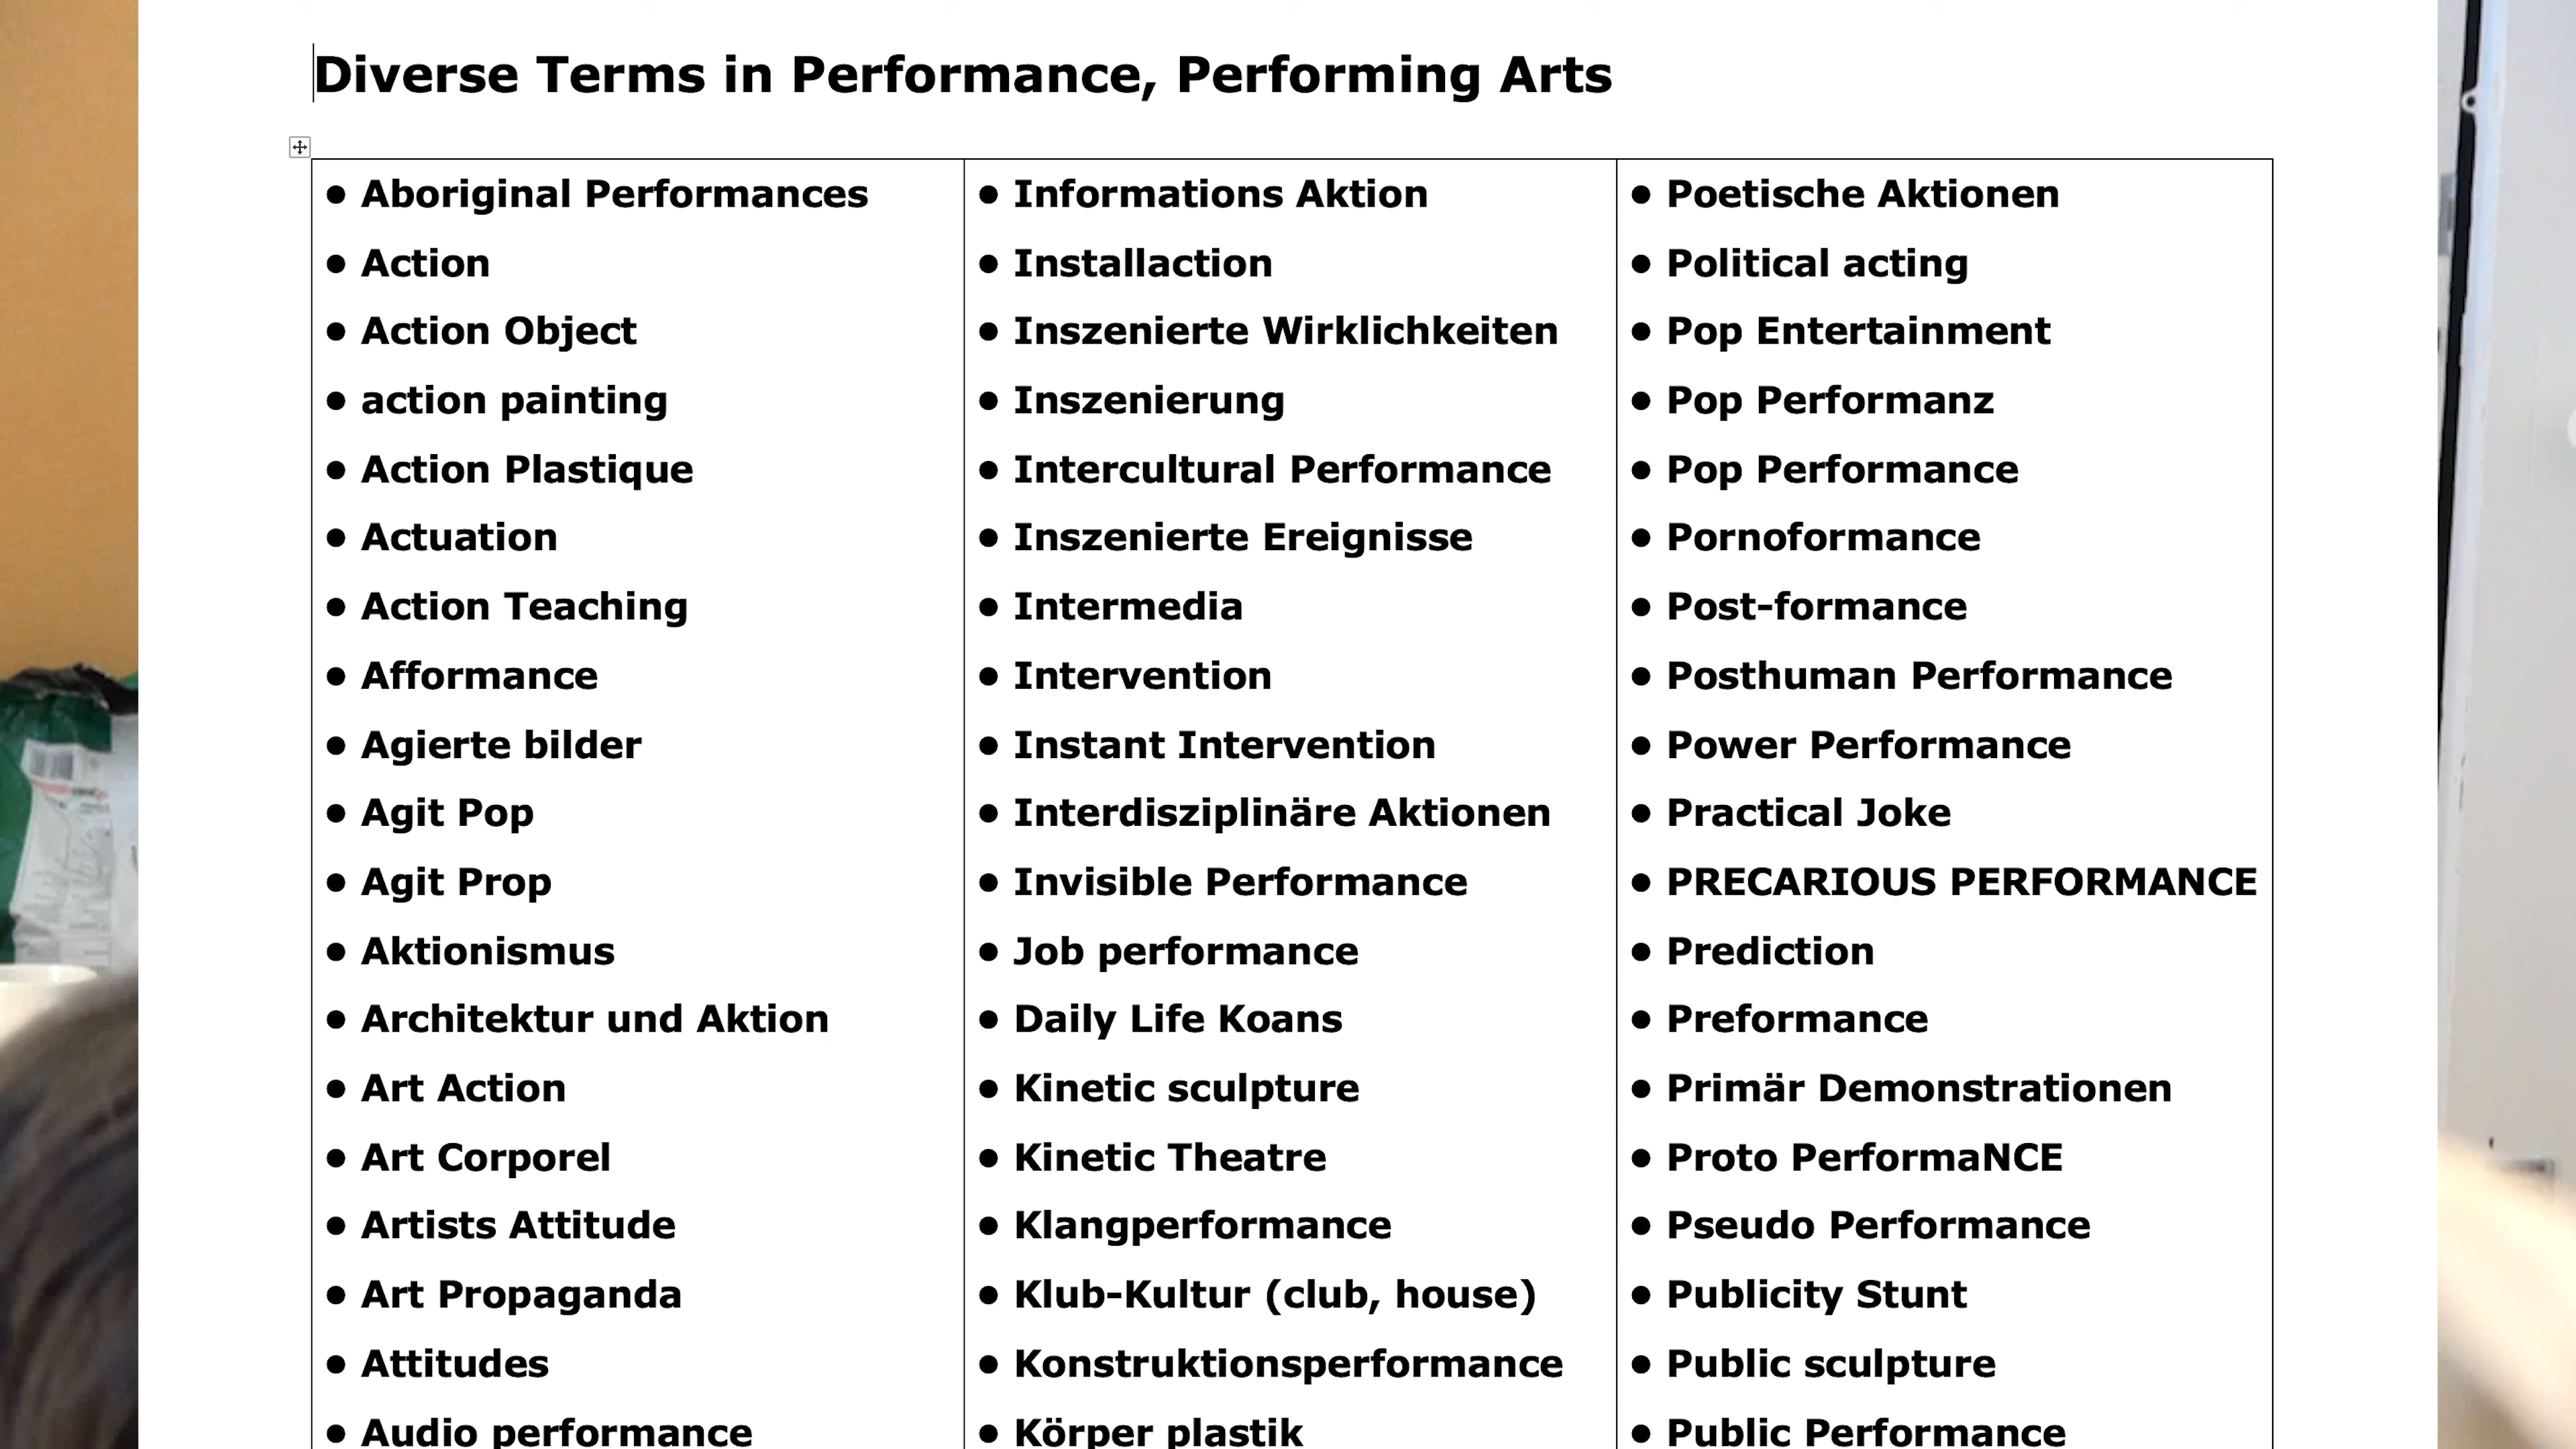 Diverse Terms in Performance, Performing Arts
● Aboriginal Performances
● Action
● Action Object
● action painting
● Action Plastique
● Actuation
● Action Teaching
● Afformance
● Agierte bilder
● Agit Pop
● Agit Prop
● Aktionismus
● Architektur und Aktion
● Art Action
● Art Corporel
● Artists Attitude
● Art Propaganda
● Attitudes
● Audio performance
● Informations Aktion
● Installaction
● Inszenierte Wirklichkeiten
● Inszenierung
● Intercultural Performance
● Inszenierte Ereignisse
● Intermedia
● Intervention
● Instant Intervention
● Interdisziplinäre Aktionen
● Invisible Performance
● Job performance
● Daily Life Koans
● Kinetic sculpture
● Kinetic Theatre
● Klangperformance
● Klub-Kultur (club, house)
● Konstruktionsperformance
● Körper plastik
● Poetische Aktionen
● Political acting
● Pop Entertainment
● Pop Performanz
● Pop Performance
● Pornoformance
● Post-formance
● Posthuman Performance
● Power Performance
● Practical Joke
● PRECARIOUS PERFORMANCE
● Prediction
● Preformance
● Primär Demonstrationen
● Proto PerformaNCE
● Pseudo Performance
● Publicity Stunt
● Public sculpture
● Public Performance